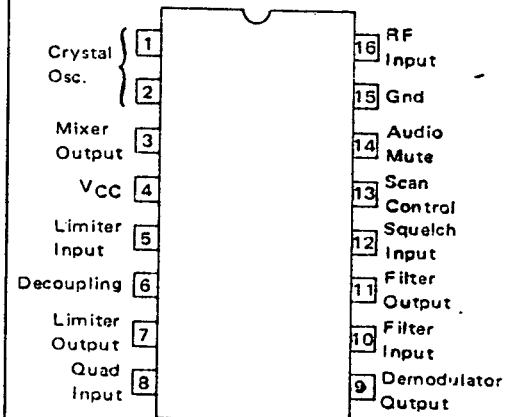 Crystal
Osc.
1
2
Mixer
Output
3
VCC
4
Limiter
Input
5
Decoupling
6
Limiter
Output
7
Quad
Input
8
16
RF
Input
15
Gnd
14
Audio
Mute
13
Scan
Control
12
Squelch
Input
11
Filter
Output
10
Filter
Input
9
Demodulator
Output